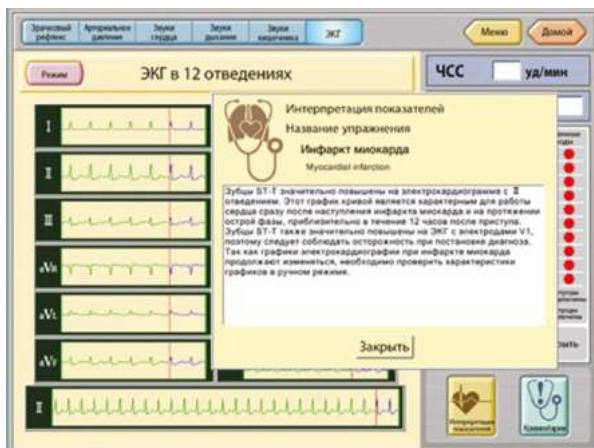 Зрачковый рефлекс
Артериальное давление
Звуки сердца
Звуки дыхания
Звуки кишечника
ЭКГ
Меню
Домой
Режим
ЭКГ в 12 отведениях
ЧСС уд/мин
I
II
III
aVR
aVL
aVF
II
Интерпретация показателей
Название упражнения
Инфаркт миокарда
Myocardial infarction
Зубцы ST-T значительно повышены на электрокардиограмме с II
отведением. Этот график кривой является характерным для работы
сердца сразу после наступления инфаркта миокарда и на протяжении
острой фазы, приблизительно в течение 12 часов после приступа.
Зубцы ST-T также значительно повышены на ЭКГ с электродами V1,
поэтому следует соблюдать осторожность при постановке диагноза.
Так как графики электрокардиографии при инфаркте миокарда
продолжают изменяться, необходимо проверить характеристики
графиков в ручном режиме.
Закрыть
Интерпретация
показателей
Комментарии